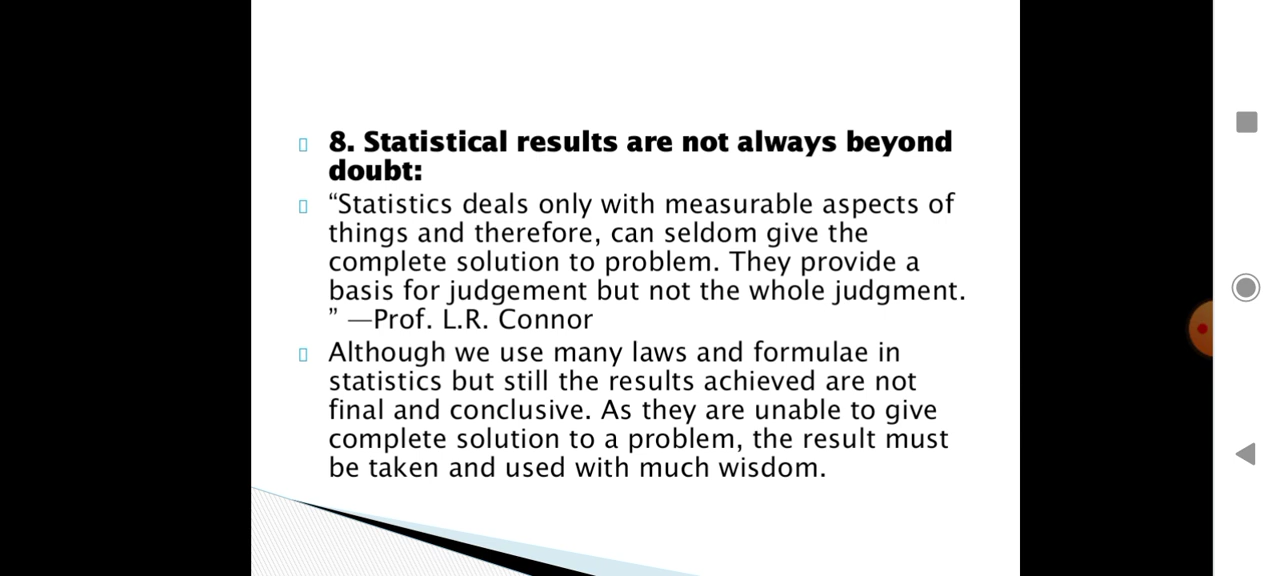 8. Statistical results are not always beyond
doubt:
“Statistics deals only with measurable aspects of
things and therefore, can seldom give the
complete solution to problem. They provide a
basis for judgement but not the whole judgment.
” —Prof. L.R. Connor
Although we use many laws and formulae in
statistics but still the results achieved are not
final and conclusive. As they are unable to give
complete solution to a problem, the result must
be taken and used with much wisdom.